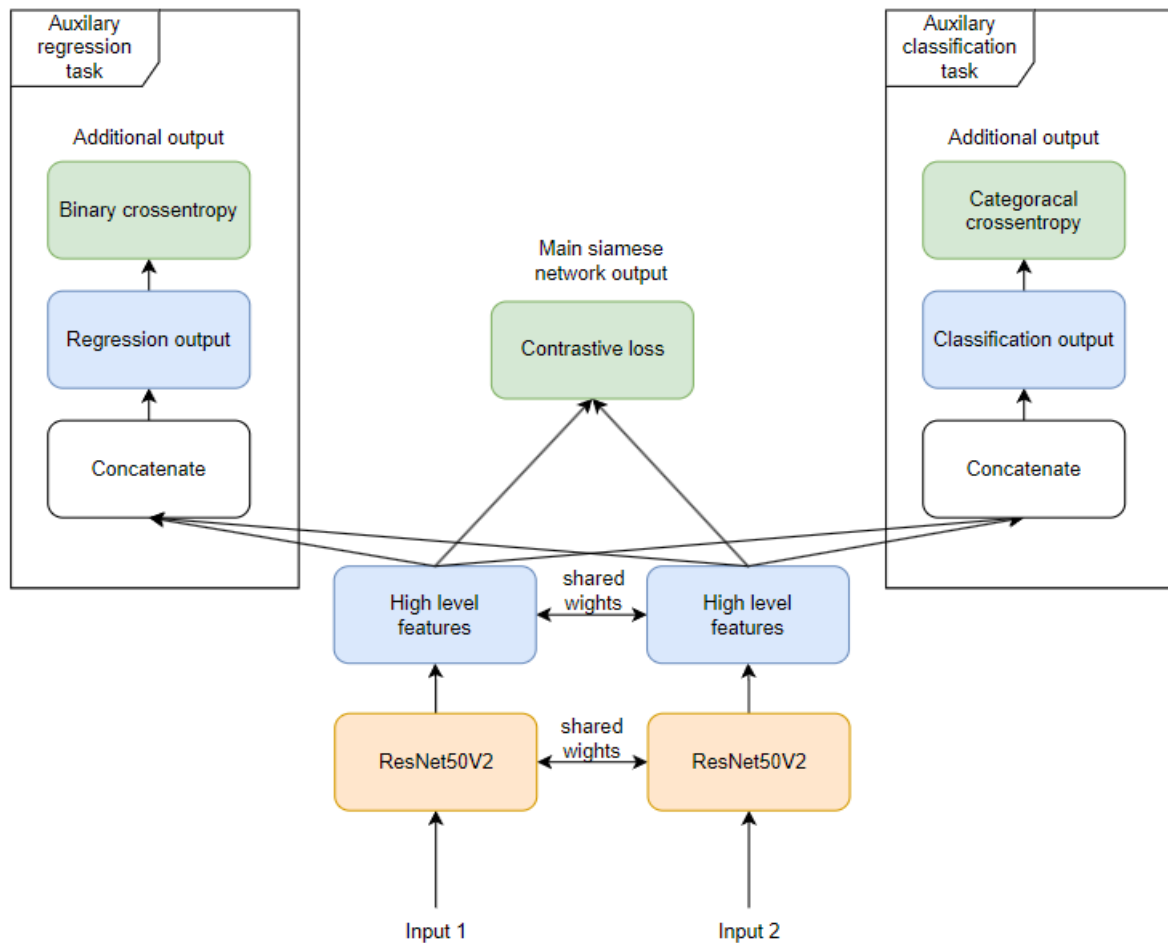 Auxilary
regression
task
Additional output
Binary crossentropy
Regression output
Concatenate
Main siamese
network output
Contrastive loss
Auxilary
classification
task
Additional output
Categoracal
crossentropy
Classification output
Concatenate
High level
features
shared
wights
High level
features
ResNet50V2
shared
wights
ResNet50V2
Input 1
Input 2